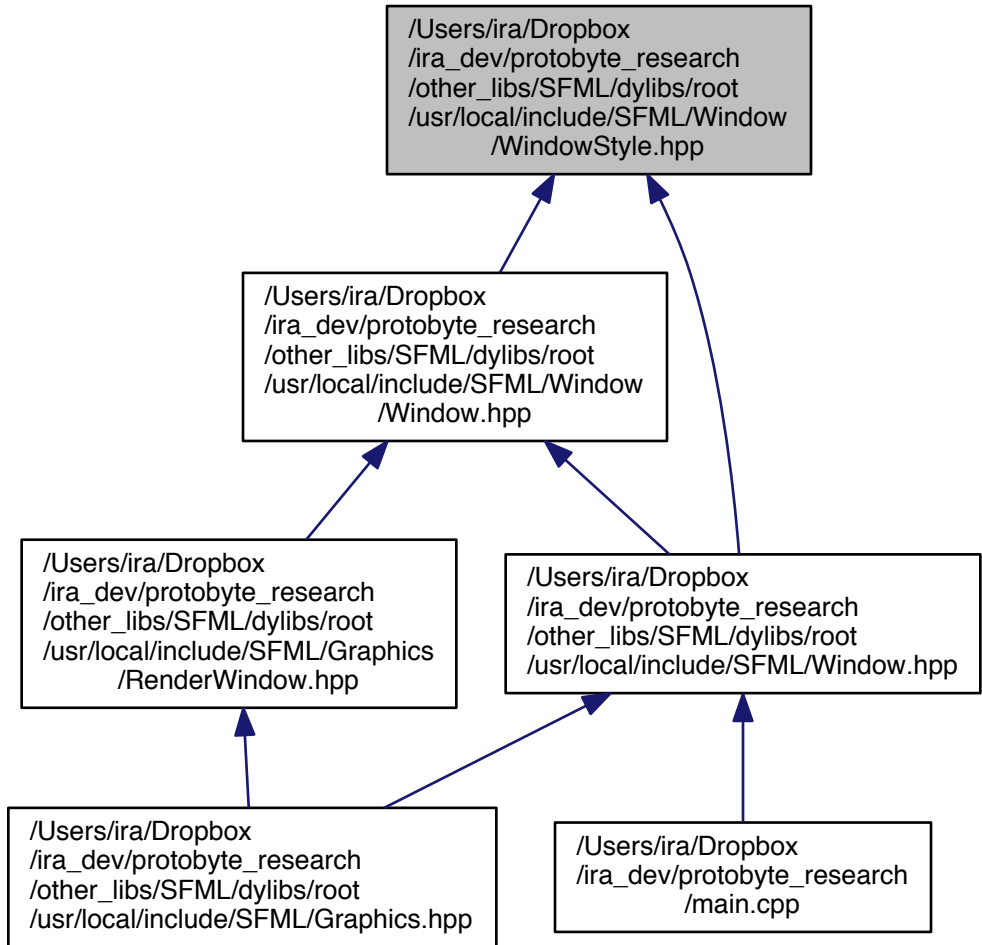 /Users/ira/Dropbox
/ira_dev/protobyte_research
/other_libs/SFML/dylibs/root
/usr/local/include/SFML/Window
/WindowStyle.hpp
/Users/ira/Dropbox
/ira_dev/protobyte_research
/other_libs/SFML/dylibs/root
/usr/local/include/SFML/Window
/Window.hpp
/Users/ira/Dropbox
/ira_dev/protobyte_research
/other_libs/SFML/dylibs/root
/usr/local/include/SFML/Graphics
/RenderWindow.hpp
/Users/ira/Dropbox
/ira_dev/protobyte_research
/other_libs/SFML/dylibs/root
/usr/local/include/SFML/Window.hpp
/Users/ira/Dropbox
/ira_dev/protobyte_research
/other_libs/SFML/dylibs/root
/usr/local/include/SFML/Graphics.hpp
/Users/ira/Dropbox
/ira_dev/protobyte_research
/main.cpp